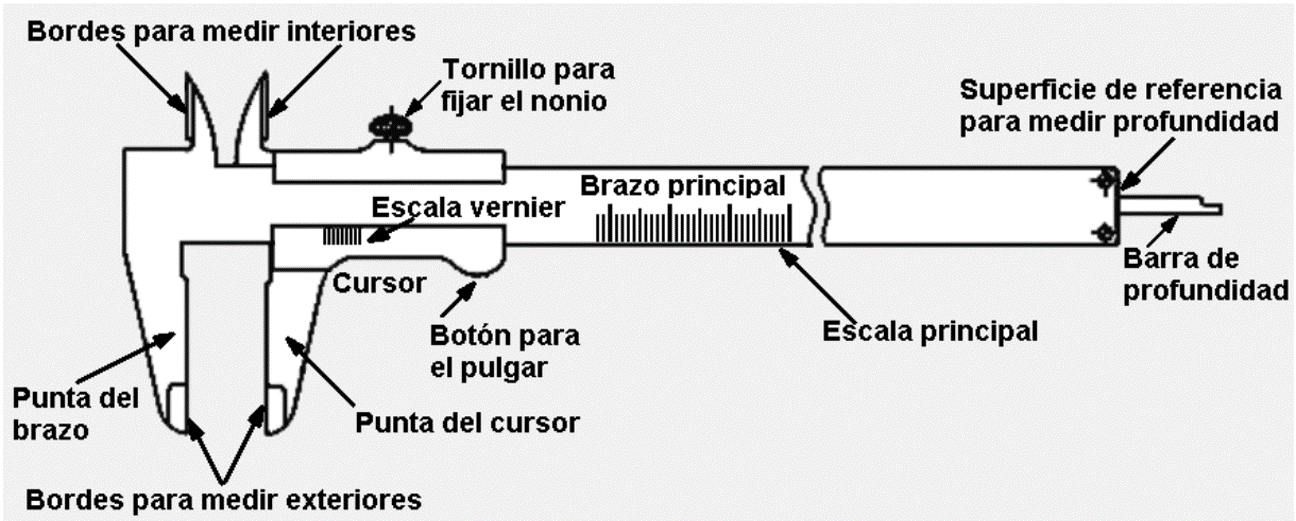 Bordes para medir interiores
Tornillo para
fijar el nonio
Superficie de referencia
para medir profundidad
Brazo principal
Escala vernier
Cursor
Barra de
profundidad
Botón para
el pulgar
Escala principal
Punta del
brazo
Punta del cursor
Bordes para medir exteriores